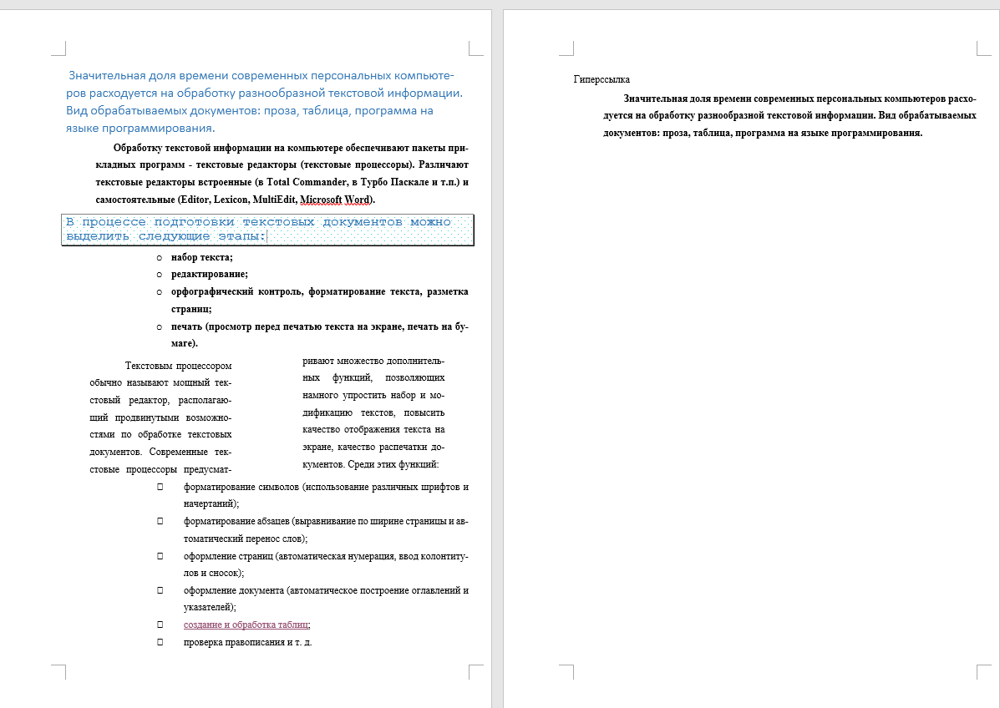 Значительная доля времени современных персональных компьюте-
ров расходуется на обработку разнообразной текстовой информации.
Вид обрабатываемых документов: проза, таблица, программа на
языке программирования.
Обработку текстовой информации на компьютере обеспечивают пакеты при-
кладных программ - текстовые редакторы (текстовые процессоры). Различают
текстовые редакторы встроенные (в Total Commander, в Турбо Паскале и т.п.) и
самостоятельные (Editor, Lexicon, MultiEdit, Microsoft Word).
В процессе подготовки текстовых документов можно
выделить следующие этапы:
o набор текста;
o редактирование;
o орфографический контроль, форматирование текста, разметка
страниц;
o печать (просмотр перед печатью текста на экране, печать на бу-
маге).
Текстовым процессором
обычно называют мощный тек-
стовый редактор, располагаю-
щий продвинутыми возможно-
стями по обработке текстовых
документов. Современные тек-
стовые процессоры предусмат-
ривают множество дополнитель-
ных функций, позволяющих
намного упростить набор и мо-
дификацию текстов, повысить
качество отображения текста на
экране, качество распечатки до-
кументов. Среди этих функций:
форматирование символов (использование различных шрифтов и
начертаний);
форматирование абзацев (выравнивание по ширине страницы и ав-
томатический перенос слов);
оформление страниц (автоматическая нумерация, ввод колонтиту-
лов и сносок);
оформление документа (автоматическое построение оглавлений и
указателей);
создание и обработка таблиц;
проверка правописания и т. д.
Гиперссылка
Значительная доля времени современных персональных компьютеров расхо-
дуется на обработку разнообразной текстовой информации. Вид обрабатываемых
документов: проза, таблица, программа на языке программирования.